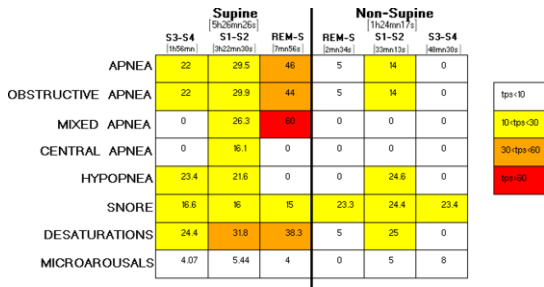 Supine Non-Supine
[5h26mn26s] [1h24mn17s]
S3-S4 S1-S2 REM-S REM-S S1-S2 S3-S4
[1h56mn] [3h22mn30s] [7mn56s] [2mn34s] [33mn13s] [48mn30s]
APNEA 22 29.5 46 5 14 0
OBSTRUCTIVE APNEA 22 29.9 44 5 14 0 tps<10
MIXED APNEA 0 26.3 60 0 0 0 10<tps<30
CENTRAL APNEA 0 16.1 0 0 0 0 30<tps<60
HYPOPNEA 23.4 21.6 0 0 24.6 0 tps>60
SNORE 16.6 16 15 23.3 24.4 23.4
DESATURATIONS 24.4 31.8 38.3 5 25 0
MICROAROUSALS 4.07 5.44 4 0 5 8